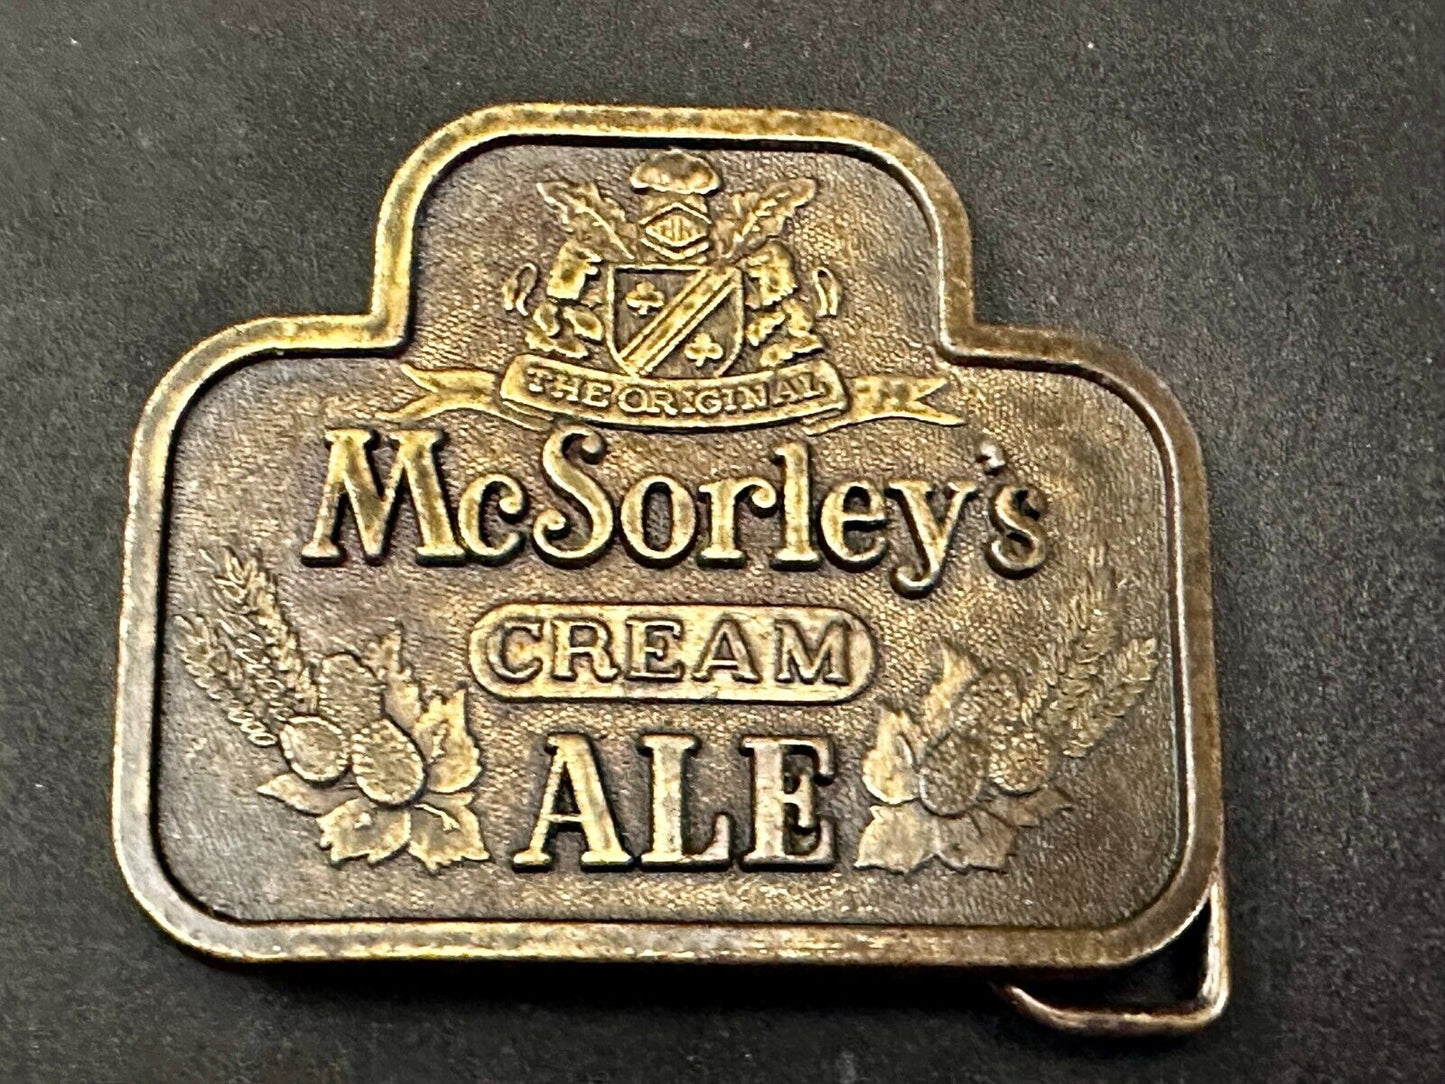 THE ORIGINAL
McSorley's
CREAM
ALE